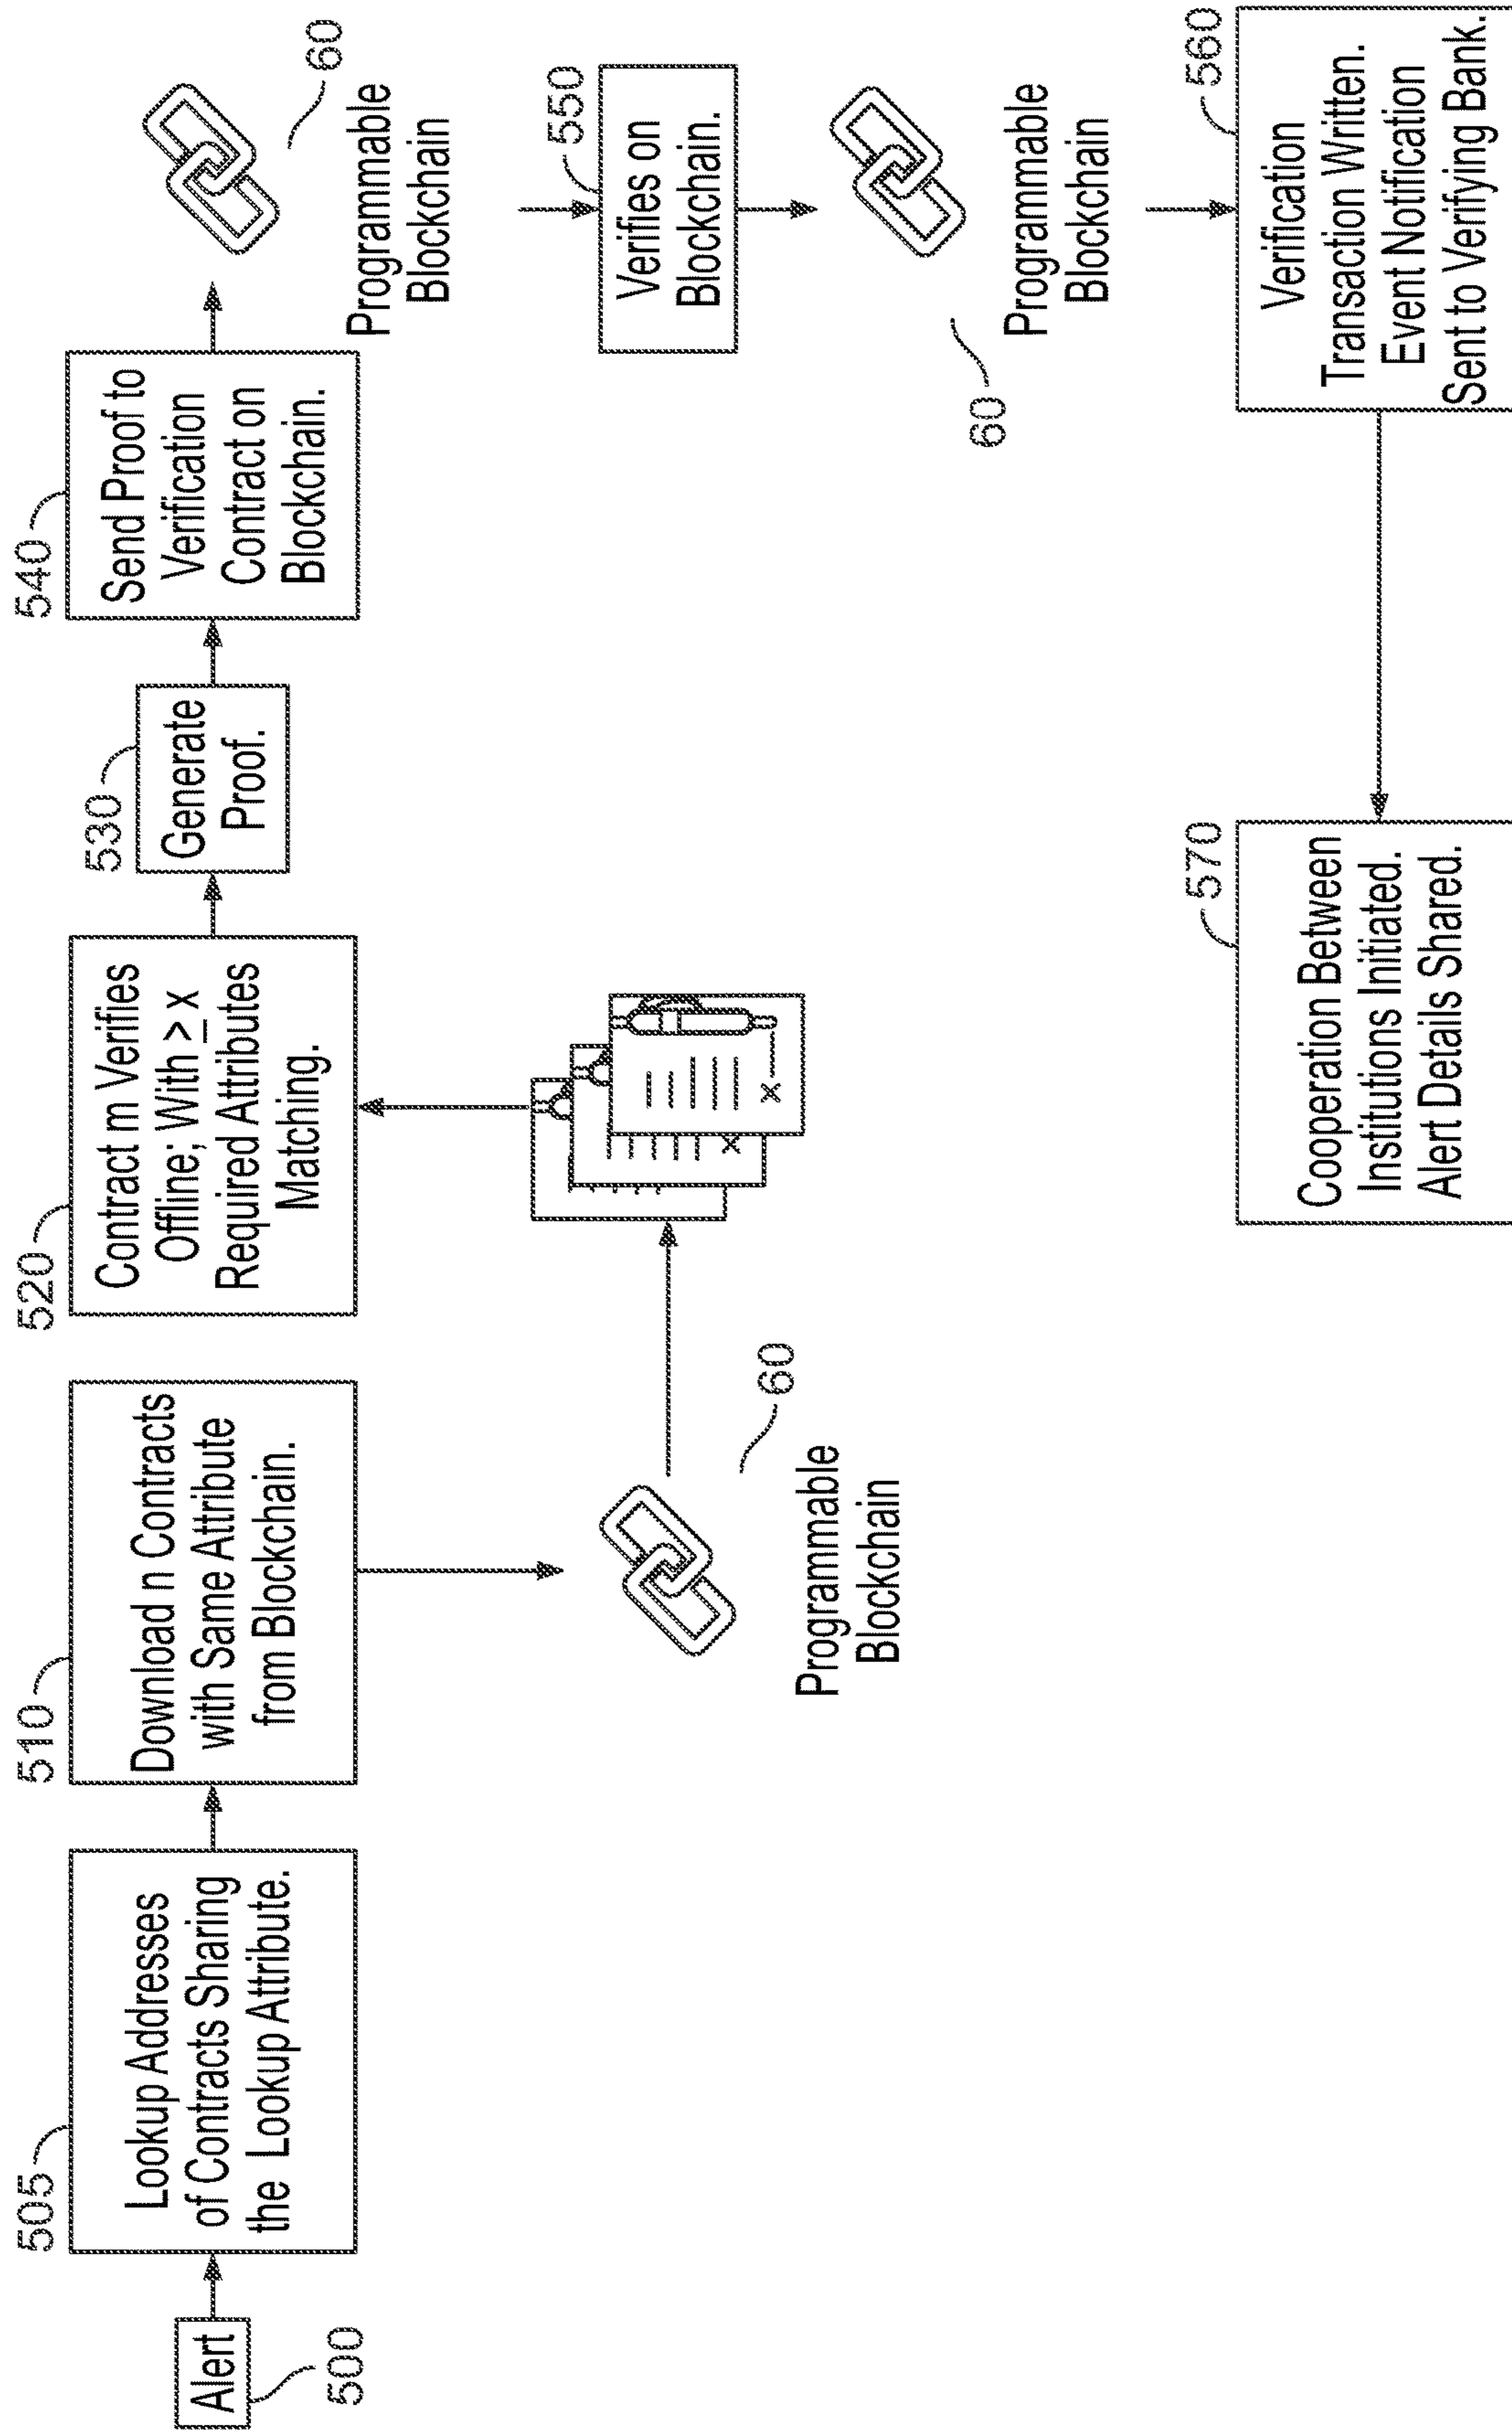 500
Alert
505
Lookup Addresses
of Contracts Sharing
the Lookup Attribute.
510
Download n Contracts
with Same Attribute
from Blockchain.
60
Programmable
Blockchain
x
x
520
Contract m Verifies
Offline; With ≥ x
Required Attributes
Matching.
530
Generate
Proof.
540
Send Proof to
Verification
Contract on
Blockchain.
60
Programmable
Blockchain
550
Verifies on
Blockchain.
60
Programmable
Blockchain
560
Verification
Transaction Written.
Event Notification
Sent to Verifying Bank.
570
Cooperation Between
Institutions Initiated.
Alert Details Shared.